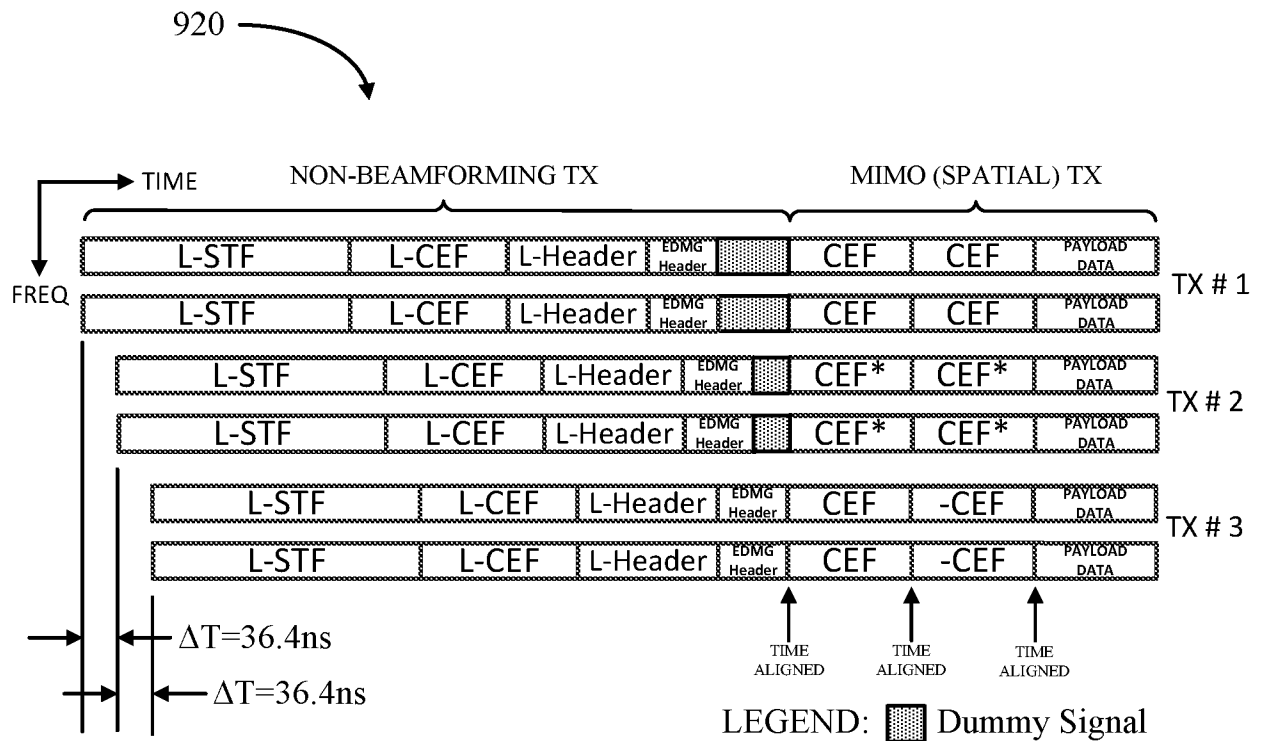 920
NON-BEAMFORMING TX
MIMO (SPATIAL) TX
TIME
FREQ
L-STF L-CEF L-Header EDMG Header CEF CEF PAYLOAD DATA
L-STF L-CEF L-Header EDMG Header CEF CEF PAYLOAD DATA
TX # 1
L-STF L-CEF L-Header EDMG Header CEF* CEF* PAYLOAD DATA
L-STF L-CEF L-Header EDMG Header CEF* CEF* PAYLOAD DATA
TX # 2
L-STF L-CEF L-Header EDMG Header CEF -CEF PAYLOAD DATA
L-STF L-CEF L-Header EDMG Header CEF -CEF PAYLOAD DATA
TX # 3
ΔT=36.4ns
ΔT=36.4ns
TIME ALIGNED
TIME ALIGNED
TIME ALIGNED
LEGEND: Dummy Signal